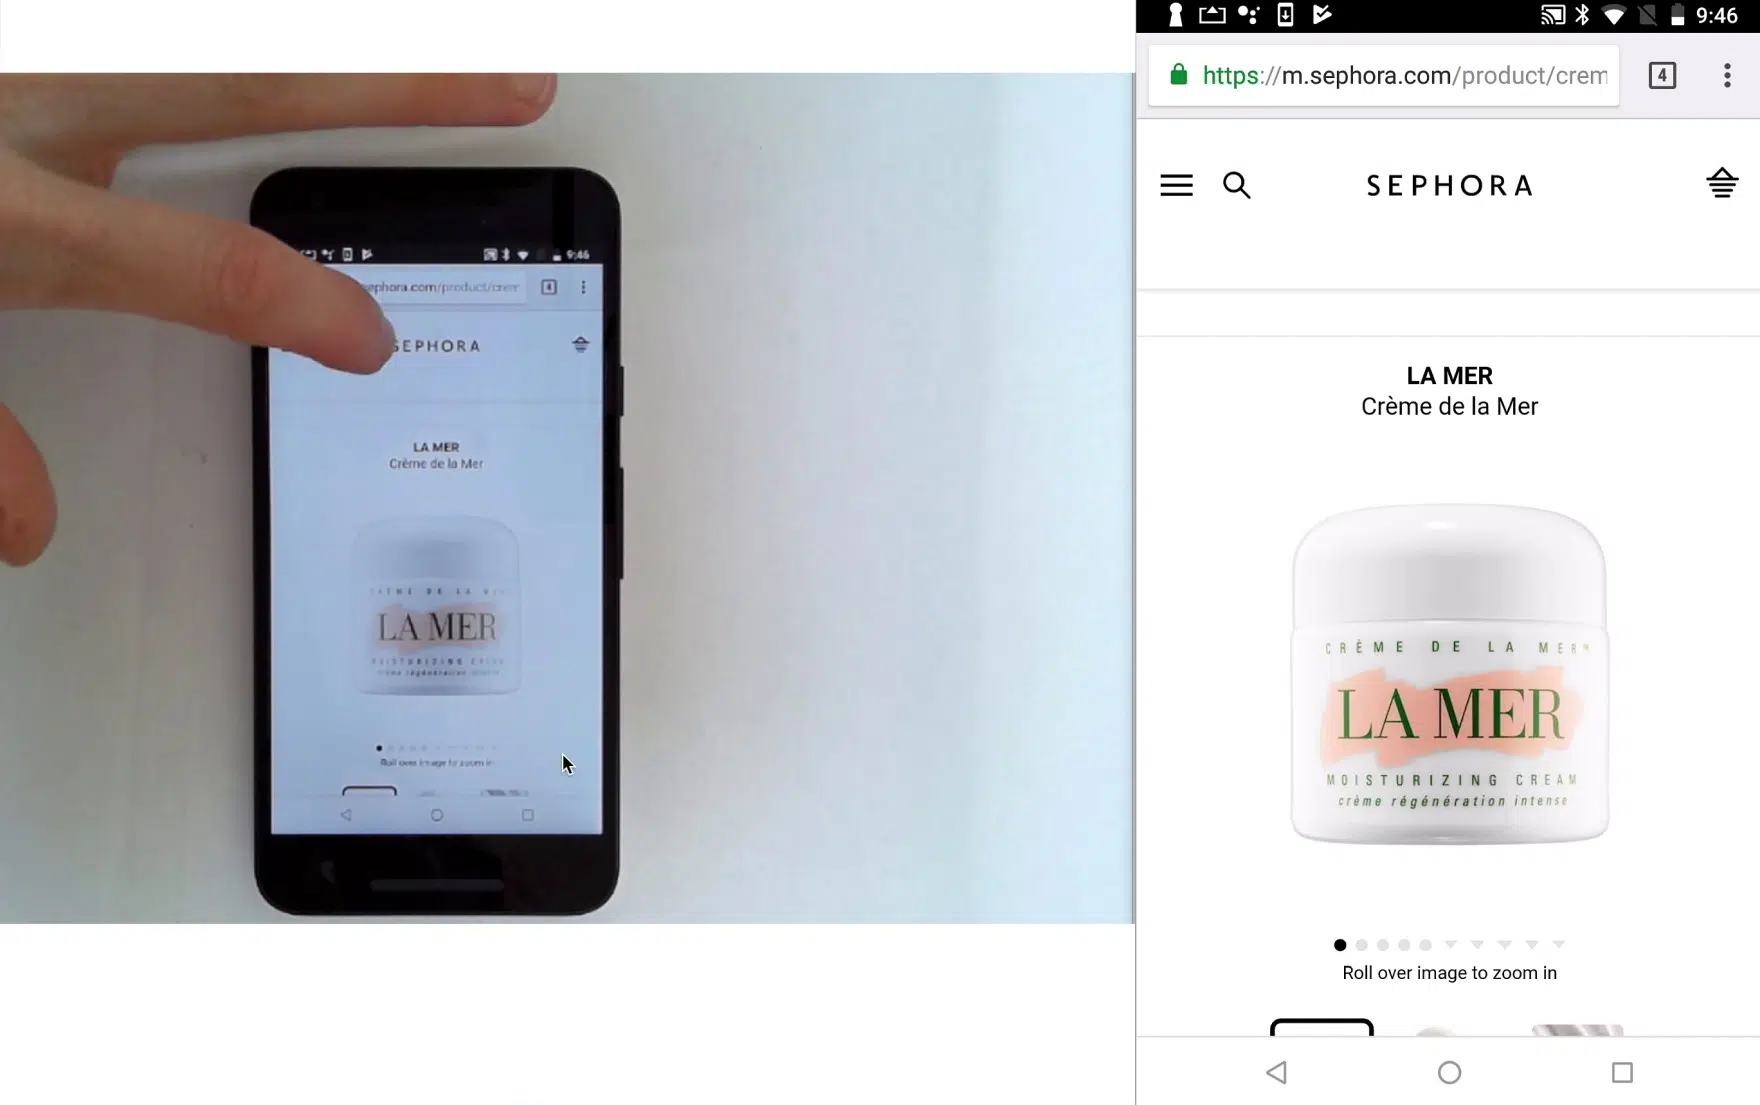 9:46
sephora.com/product/crem
4
SEPHORA
LA MER
Crème de la Mer
CRÈME DE LA MER
LA MER
MOISTURIZING CREAM
crème régénération intense
Roll over image to zoom in
9:46
https://m.sephora.com/product/crem
4
SEPHORA
LA MER
Crème de la Mer
CRÈME DE LA MER™
LA MER
MOISTURIZING CREAM
crème régénération intense
Roll over image to zoom in